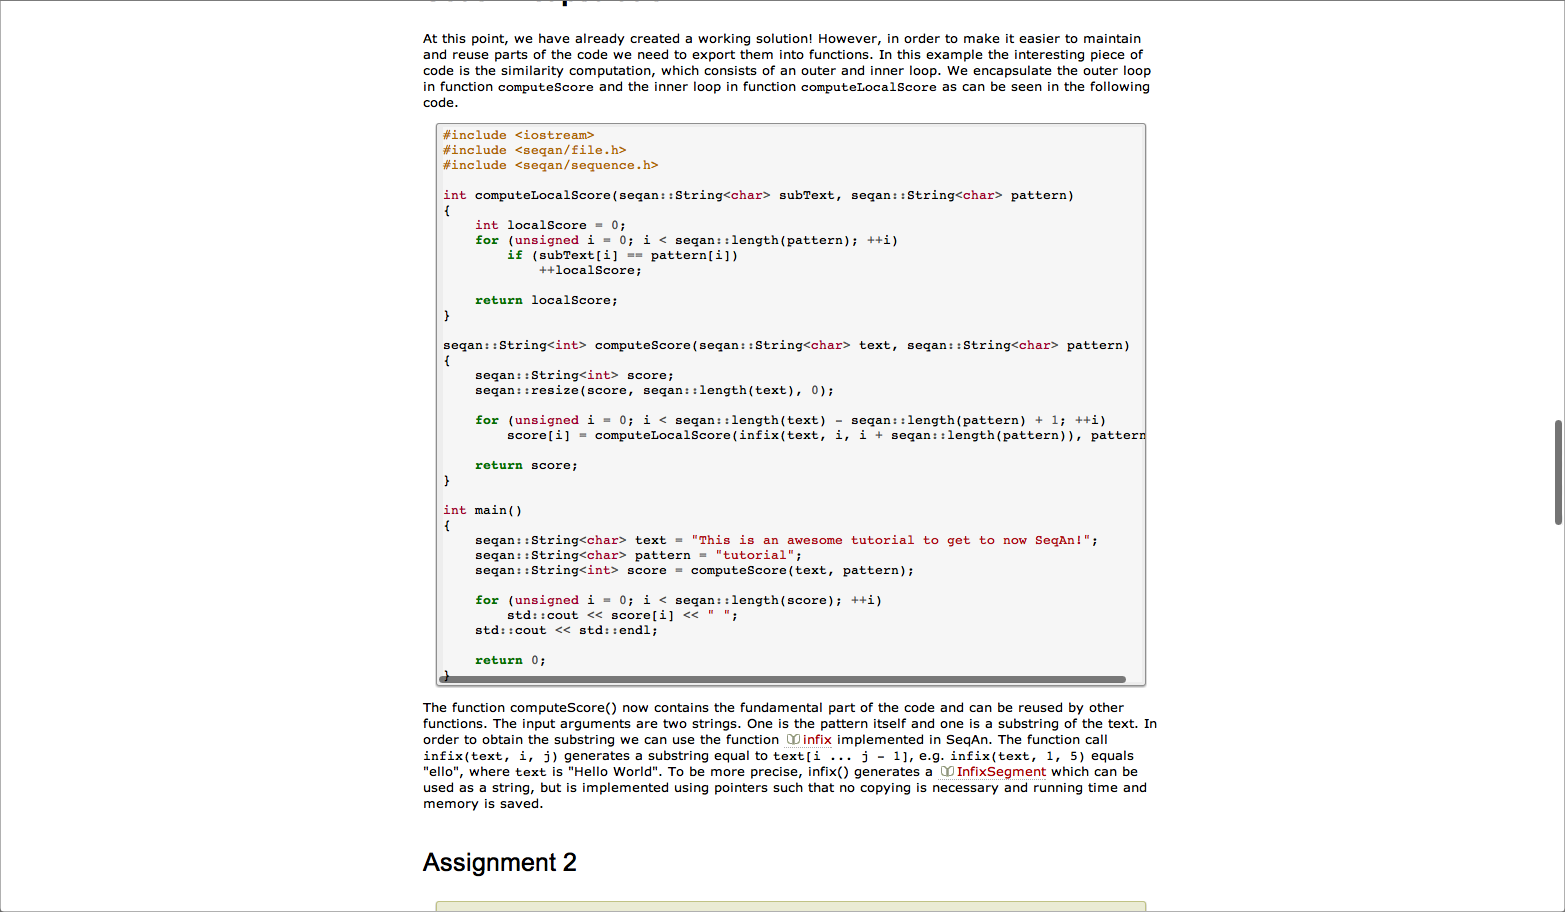 At this point, we have already created a working solution! However, in order to make it easier to maintain
and reuse parts of the code we need to export them into functions. In this example the interesting piece of
code is the similarity computation, which consists of an outer and inner loop. We encapsulate the outer loop
in function computeScore and the inner loop in function computeLocalScore as can be seen in the following
code.
#include <iostream>
#include <seqan/file.h>
#include <seqan/sequence.h>
int computeLocalScore(seqan::String<char> subText, seqan::String<char> pattern)
{
    int localScore = 0;
    for (unsigned i = 0; i < seqan::length(pattern); ++i)
        if (subText[i] == pattern[i])
            ++localScore;
    return localScore;
}
seqan::String<int> computeScore(seqan::String<char> text, seqan::String<char> pattern)
{
    seqan::String<int> score;
    seqan::resize(score, seqan::length(text), 0);
    for (unsigned i = 0; i < seqan::length(text) - seqan::length(pattern) + 1; ++i)
        score[i] = computeLocalScore(infix(text, i, i + seqan::length(pattern)), pattern
    return score;
}
int main()
{
    seqan::String<char> text = "This is an awesome tutorial to get to now SeqAn!";
    seqan::String<char> pattern = "tutorial";
    seqan::String<int> score = computeScore(text, pattern);
    for (unsigned i = 0; i < seqan::length(score); ++i)
        std::cout << score[i] << " ";
    std::cout << std::endl;
    return 0;
}
The function computeScore() now contains the fundamental part of the code and can be reused by other
functions. The input arguments are two strings. One is the pattern itself and one is a substring of the text. In
order to obtain the substring we can use the function infix implemented in SeqAn. The function call
infix(text, i, j) generates a substring equal to text[i ... j - 1], e.g. infix(text, 1, 5) equals
"ello", where text is "Hello World". To be more precise, infix() generates a InfixSegment which can be
used as a string, but is implemented using pointers such that no copying is necessary and running time and
memory is saved.
Assignment 2